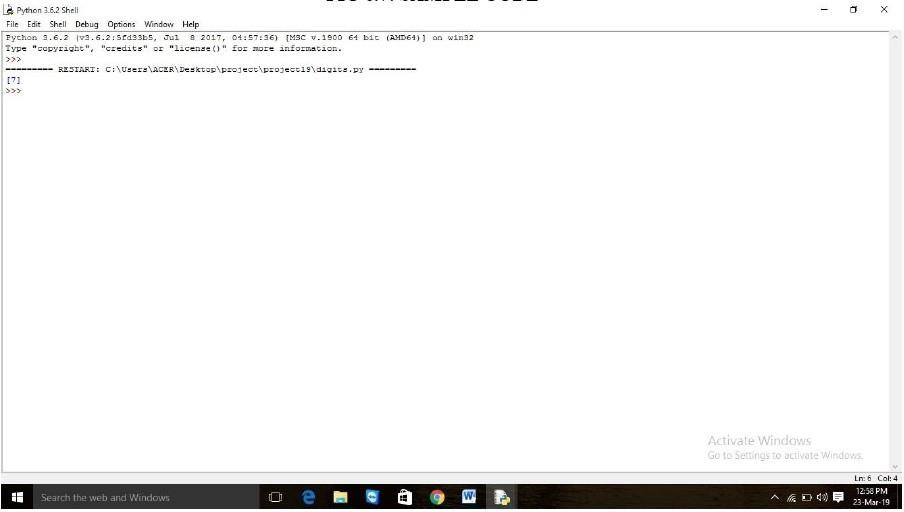 Python 3.6.2 Shell
File Edit Shell Debug Options Window Help
Python 3.6.2 (v3.6.2:5fd33b5, Jul 8 2017, 04:57:36) [MSC v.1900 64 bit (AMD64)] on win32
Type "copyright", "credits" or "license()" for more information.
>>>
========= RESTART: C:\Users\ACER\Desktop\project\project19\digits.py =========
[7]
>>>
Activate Windows
Go to Settings to activate Windows.
Ln: 6 Col: 4
Search the web and Windows
12:58 PM
23-Mar-19